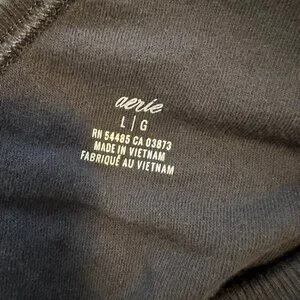 aerie
L|G
RN 54485 CA 03873
MADE IN VIETNAM
FABRIQUÉ AU VIETNAM